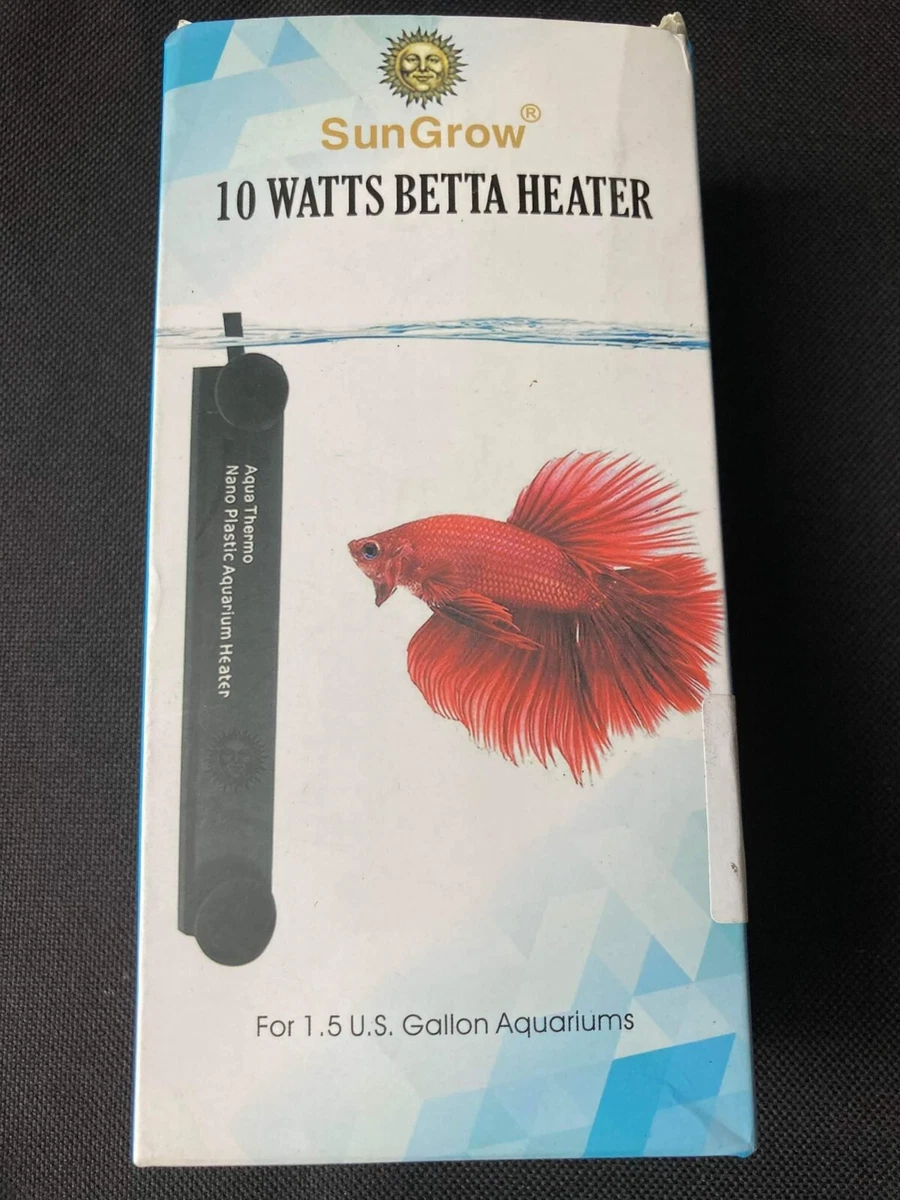 SunGrow®
10 WATTS BETTA HEATER
Aqua Thermo
Nano Plastic Aquarium Heater
For 1.5 U.S. Gallon Aquariums